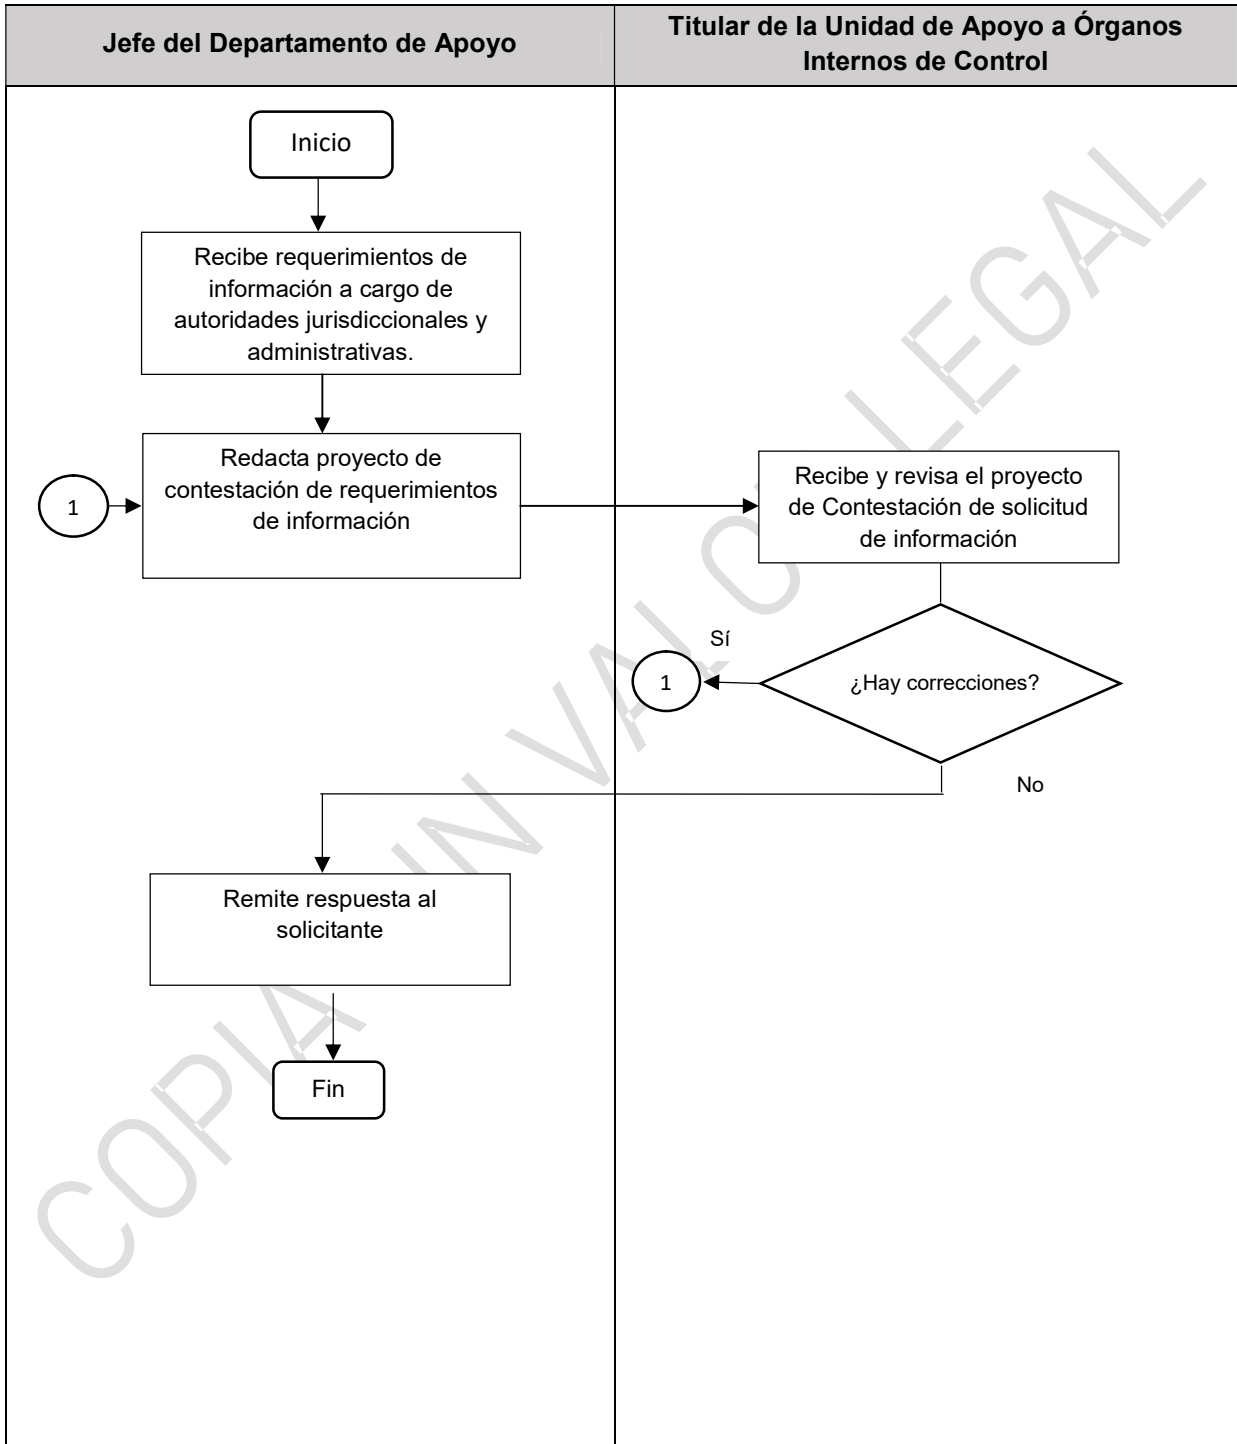 Jefe del Departamento de Apoyo
Titular de la Unidad de Apoyo a Órganos
Internos de Control
Inicio
Recibe requerimientos de
información a cargo de
autoridades jurisdiccionales y
administrativas.
Redacta proyecto de
contestación de requerimientos
de información
1
Recibe y revisa el proyecto
de Contestación de solicitud
de información
Sí
1
¿Hay correcciones?
No
Remite respuesta al
solicitante
Fin
COPIA SIN VALOR LEGAL